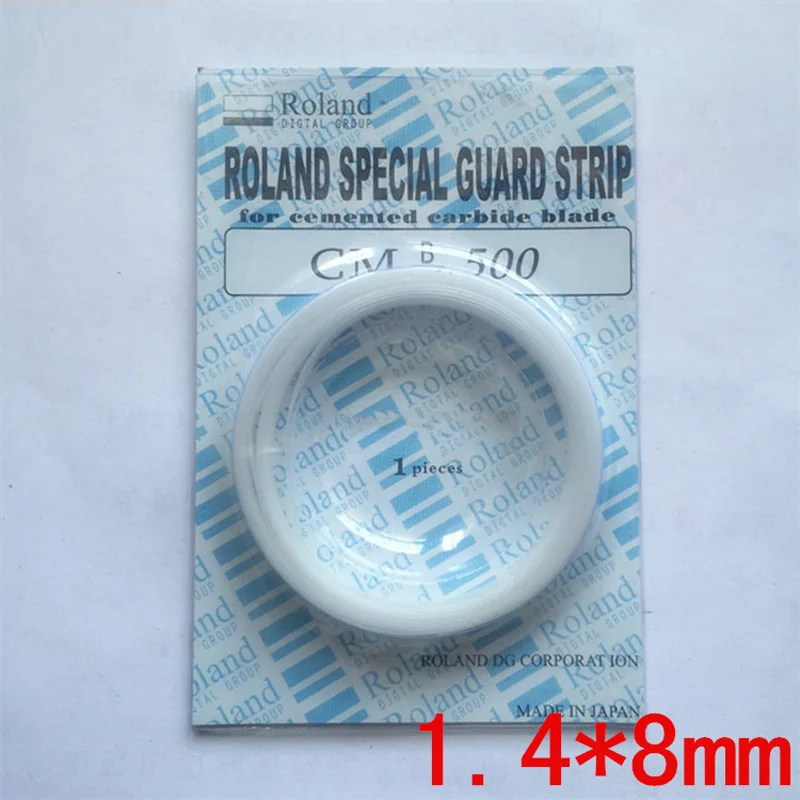 Roland
DIGTAL GROUP
ROLAND SPECIAL GUARD STRIP
for cemented carbide blade
CM B 500
1 pieces
ROLAND DG CORPORATION
MADE IN JAPAN
1. 4*8mm